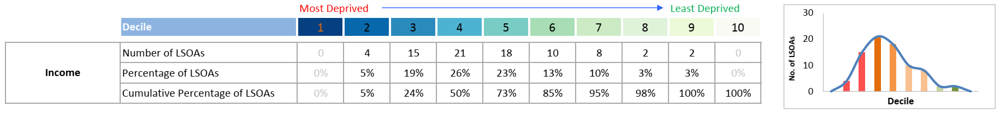 Most Deprived Least Deprived
Decile 1 2 3 4 5 6 7 8 9 10
Income
Number of LSOAs 0 4 15 21 18 10 8 2 2 0
Percentage of LSOAs 0% 5% 19% 26% 23% 13% 10% 3% 3% 0%
Cumulative Percentage of LSOAs 0% 5% 24% 50% 73% 85% 95% 98% 100% 100%
No. of LSOAs
30
20
10
0
Decile